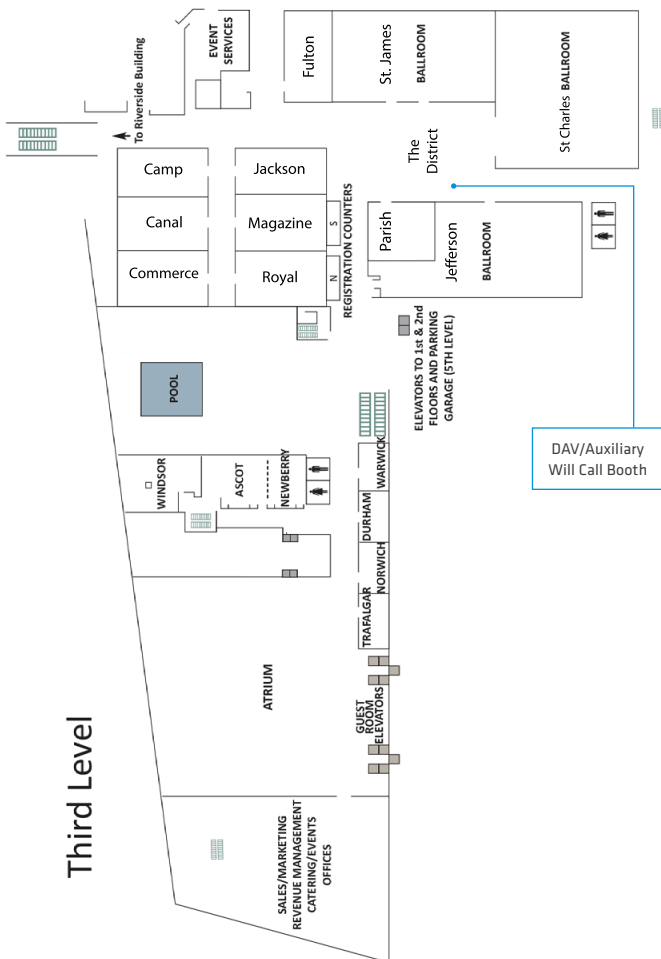 To Riverside Building
EVENT
SERVICES
Fulton
St. James
BALLROOM
St Charles BALLROOM
The
District
Camp
Jackson
Canal
Magazine
Commerce
Royal
S
N
REGISTRATION COUNTERS
Parish
Jefferson
BALLROOM
ELEVATORS TO 1st & 2nd
FLOORS AND PARKING
GARAGE (5TH LEVEL)
DAV/Auxiliary
Will Call Booth
POOL
WINDSOR
ASCOT
NEWBERRY
WARWICK
DURHAM
NORWICH
TRAFALGAR
ATRIUM
GUEST
ROOM
ELEVATORS
Third Level
SALES/MARKETING
REVENUE MANAGEMENT
CATERING/EVENTS
OFFICES